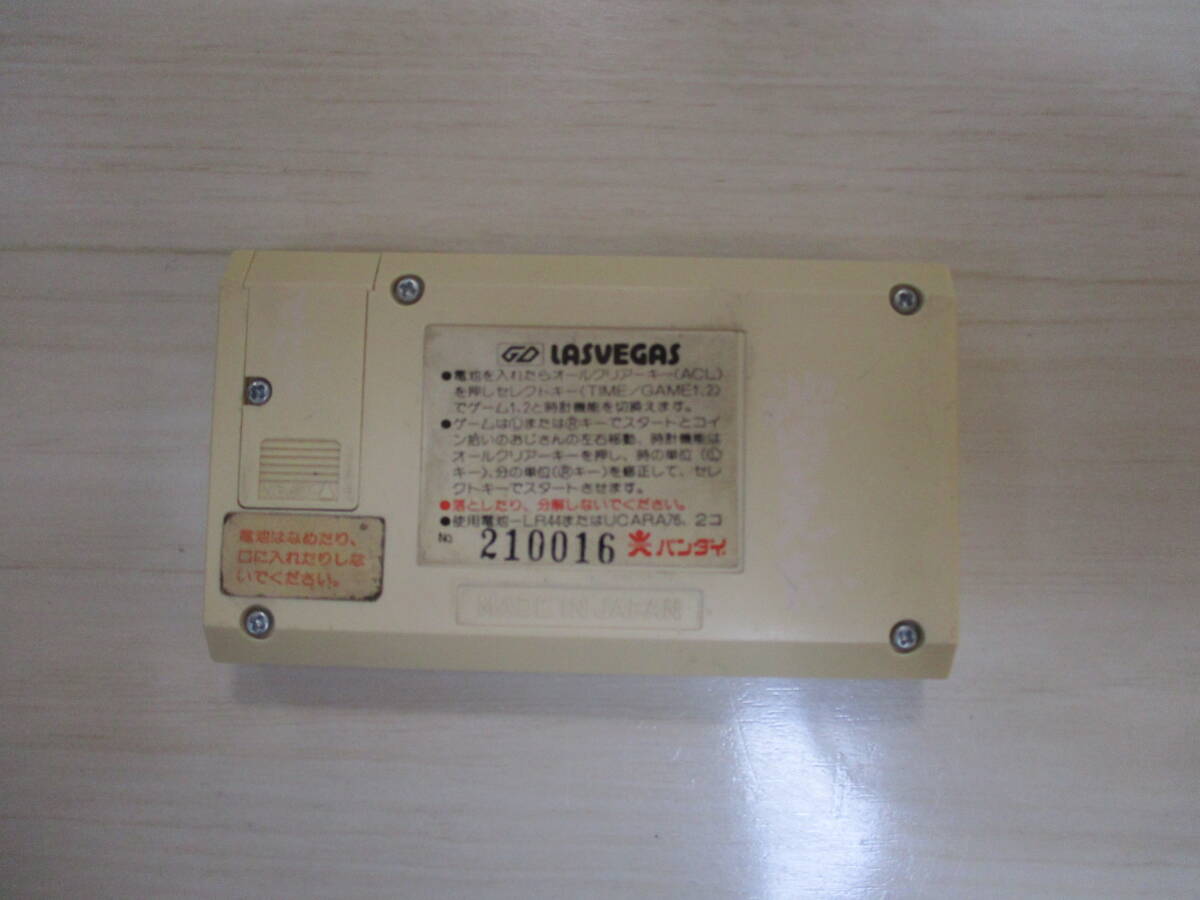 GD LASVEGAS
●電池を入れたらオールクリアーキー(ACL)
を押しセレクトキー(TIME/GAME1,2)
でゲーム1,2と時計機能を切換えます。
●ゲームはⓁまたはⓇキーでスタートとコイ
ン拾いのおじさんの左右移動、時計機能は
オールクリアーキーを押し、時の単位(Ⓛ
キー)、分の単位(Ⓡキー)を修正して、セレ
クトキーでスタートさせます。
●落としたり、分解しないでください。
●使用電池-LR44またはUCARA76、2コ
No. 210016 バンダイ
電池はなめたり、
口に入れたりしな
いでください。
MADE IN JAPAN